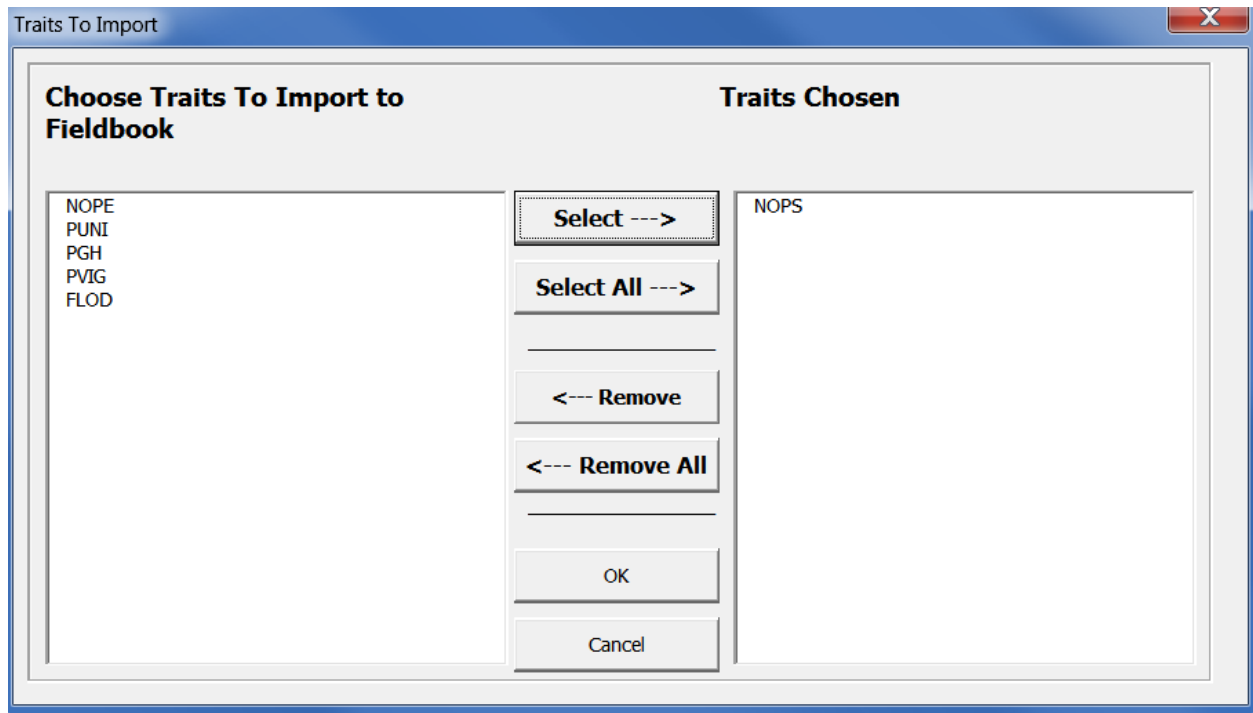 Traits To Import
X
Choose Traits To Import to
Fieldbook
Traits Chosen
NOPE
PUNI
PGH
PVIG
FLOD
Select --->
Select All --->
<--- Remove
<--- Remove All
OK
Cancel
NOPS